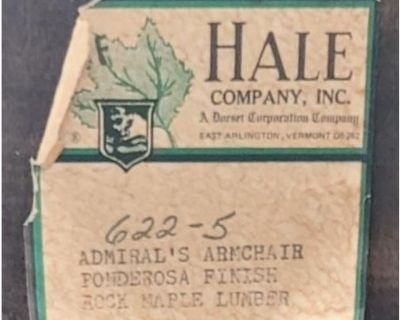 F
HALE
COMPANY, INC.
A Dorset Corporation Company
® EAST ARLINGTON, VERMONT 05252
622-5
ADMIRAL'S ARMCHAIR
PONDEROSA FINISH
ROCK MAPLE LUMBER